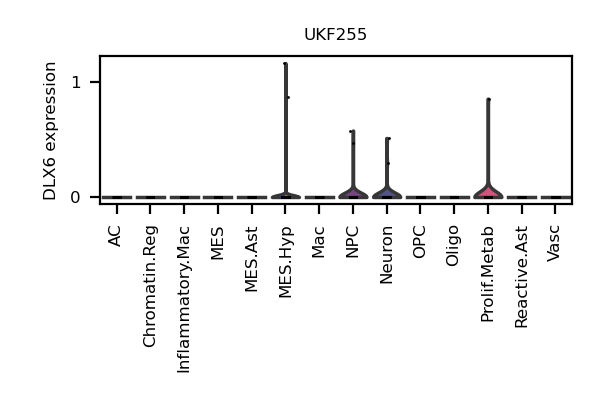 UKF255
DLX6 expression
1
0
AC
Chromatin.Reg
Inflammatory.Mac
MES
MES.Ast
MES.Hyp
Mac
NPC
Neuron
OPC
Oligo
Prolif.Metab
Reactive.Ast
Vasc